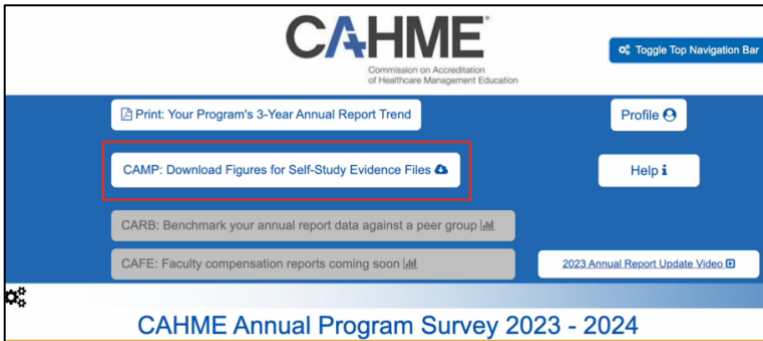 CAHME
Commission on Accreditation
of Healthcare Management Education
Toggle Top Navigation Bar
Print: Your Program's 3-Year Annual Report Trend
Profile
CAMP: Download Figures for Self-Study Evidence Files
Help
CARB: Benchmark your annual report data against a peer group
CAFE: Faculty compensation reports coming soon
2023 Annual Report Update Video
CAHME Annual Program Survey 2023 - 2024